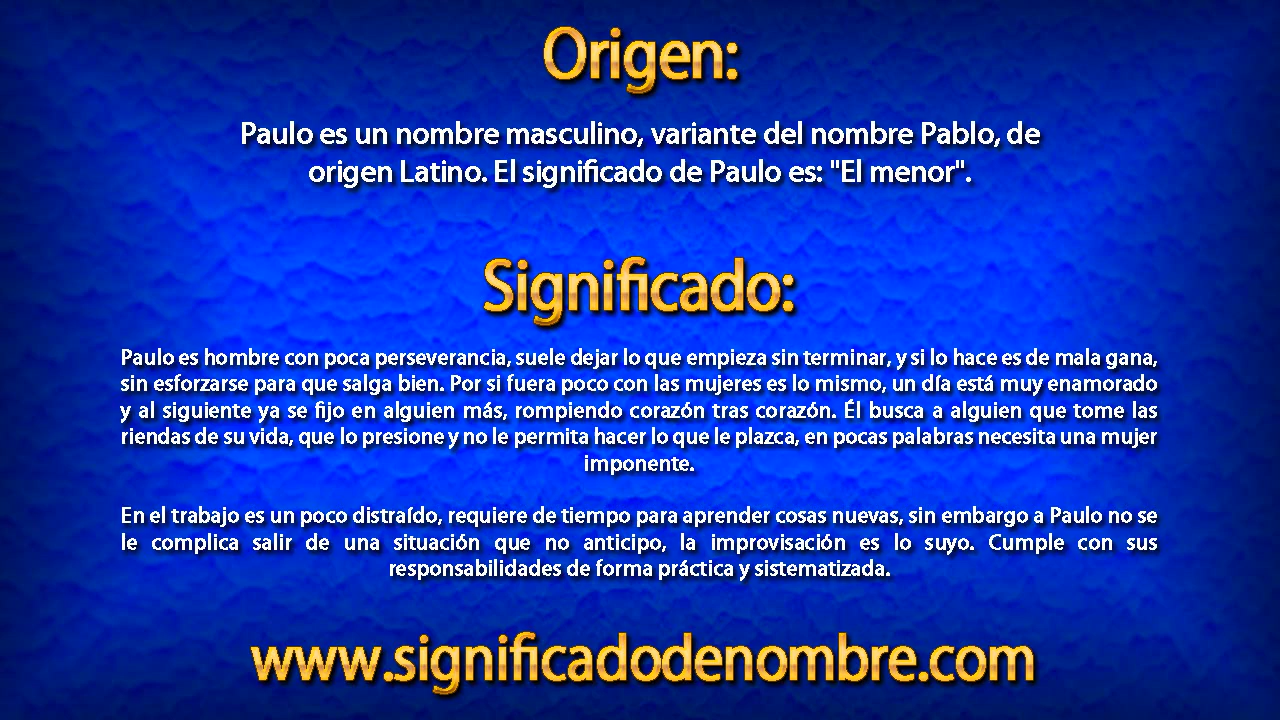 Origen:
Paulo es un nombre masculino, variante del nombre Pablo, de
origen Latino. El significado de Paulo es: "El menor".
Significado:
Paulo es hombre con poca perseverancia, suele dejar lo que empieza sin terminar, y si lo hace es de mala gana,
sin esforzarse para que salga bien. Por si fuera poco con las mujeres es lo mismo, un día está muy enamorado
y al siguiente ya se fijo en alguien más, rompiendo corazón tras corazón. Él busca a alguien que tome las
riendas de su vida, que lo presione y no le permita hacer lo que le plazca, en pocas palabras necesita una mujer
imponente.
En el trabajo es un poco distraído, requiere de tiempo para aprender cosas nuevas, sin embargo a Paulo no se
le complica salir de una situación que no anticipo, la improvisación es lo suyo. Cumple con sus
responsabilidades de forma práctica y sistematizada.
www.significadodenombre.com